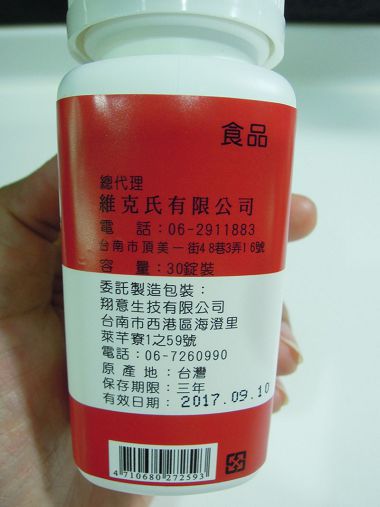 食品
總代理
維克氏有限公司
電　話:06-2911883
台南市頂美一街48巷3弄16號
容　量:30錠裝
委託製造包裝:
翔意生技有限公司
台南市西港區海澄里
萊芊寮1之59號
電話:06-7260990
原產地:台灣
保存期限:三年
有效日期:2017.09.10
4 710680 272593